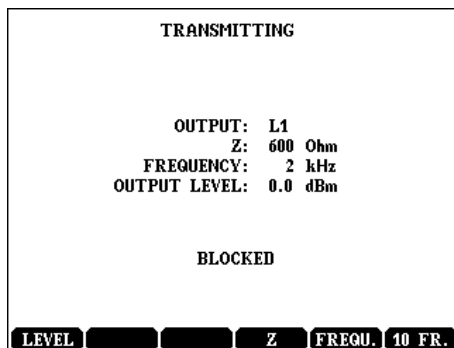 TRANSMITTING
OUTPUT: L1
Z: 600 Ohm
FREQUENCY: 2 kHz
OUTPUT LEVEL: 0.0 dBm
BLOCKED
LEVEL Z FREQU. 10 FR.